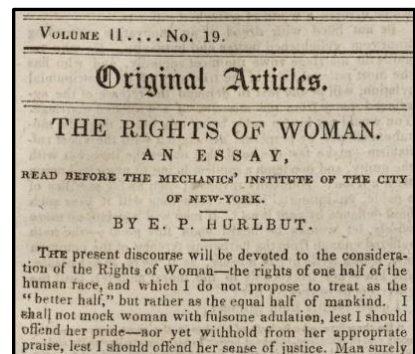 VOLUME II.... No. 19.
Original Articles.
THE RIGHTS OF WOMAN.
AN ESSAY,
READ BEFORE THE MECHANICS' INSTITUTE OF THE CITY
OF NEW-YORK.
BY E. P. HURLBUT.
THE present discourse will be devoted to the considera-
tion of the Rights of Woman—the rights of one half of the
human race, and which I do not propose to treat as the
"better half," but rather as the equal half of mankind. I
shall not mock woman with fulsome adulation, lest I should
offend her pride—nor yet withhold from her appropriate
praise, lest I should offend her sense of justice. Man surely